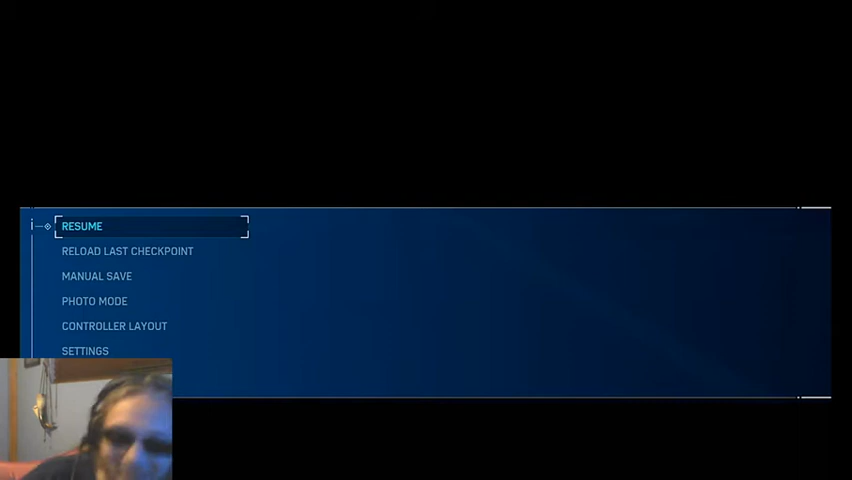 RESUME
RELOAD LAST CHECKPOINT
MANUAL SAVE
PHOTO MODE
CONTROLLER LAYOUT
SETTINGS